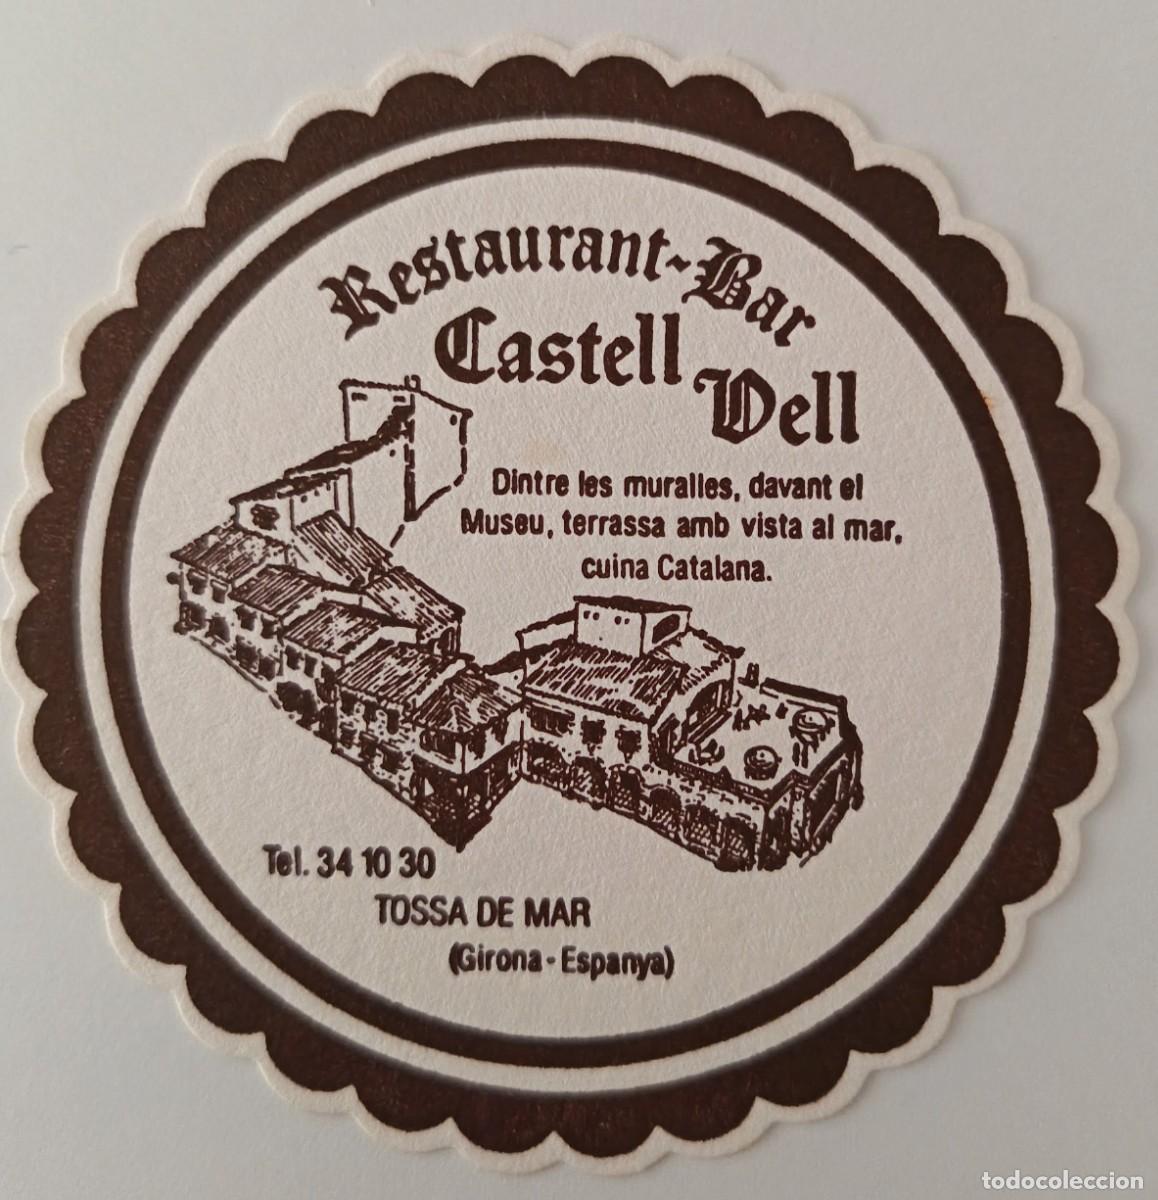 Restaurant-Bar
Castell
Vell
Dintre les muralles, davant el
Museu, terrassa amb vista al mar,
cuina Catalana.
Tel. 34 10 30
TOSSA DE MAR
(Girona - Espanya)
todocoleccion